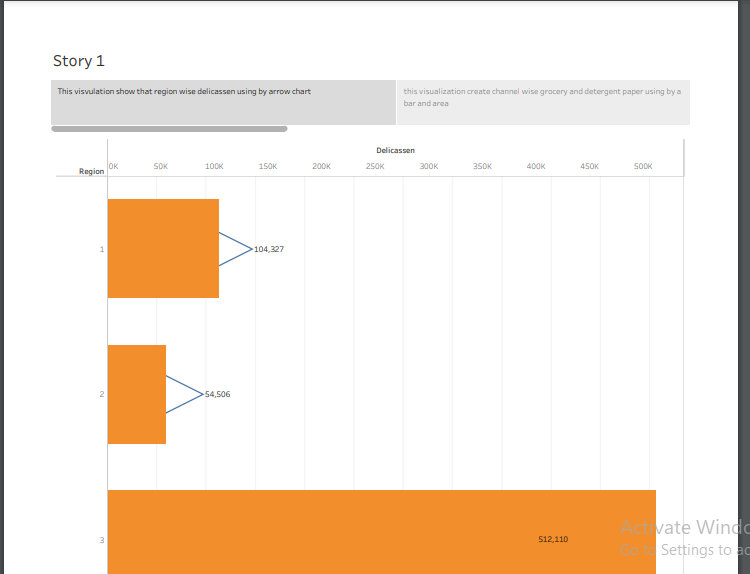 Story 1
This visvulation show that region wise delicassen using by arrow chart
this visualization create channel wise grocery and detergent paper using by a
bar and area
Delicassen
Region
0K 50K 100K 150K 200K 250K 300K 350K 400K 450K 500K
1
104,327
2
54,506
3
512,110
Activate Windo
Go to Settings to ac